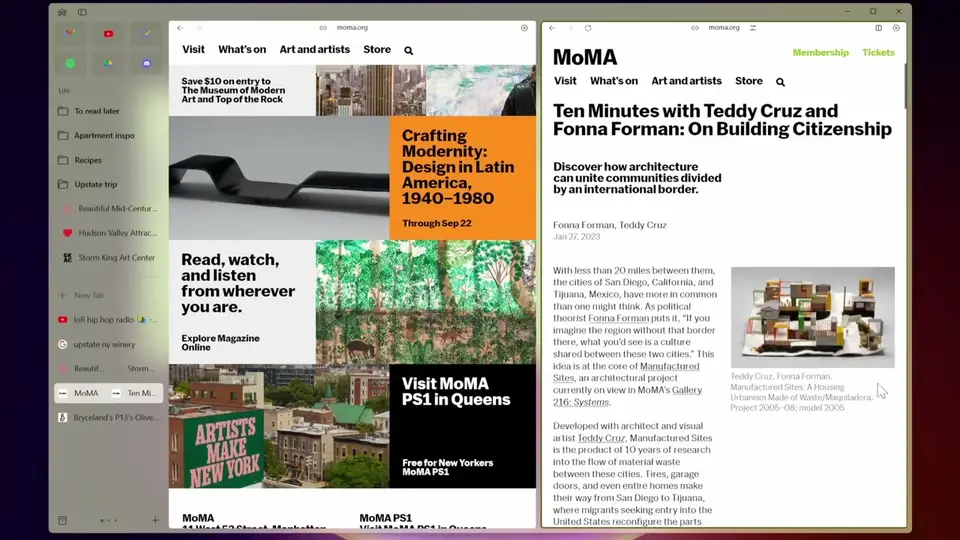 Life
To read later
Apartment inspo
Recipes
Upstate trip
Beautiful Mid-Centur...
Hudson Valley Attrac...
Storm King Art Center
New Tab
lofi hip hop radio
upstate ny winery
Beautif...
Storm...
MoMA
Ten Mi...
Bryceland's P13's Olive...
moma.org
Visit
What's on
Art and artists
Store
Save $10 on entry to
The Museum of Modern
Art and Top of the Rock
Crafting
Modernity:
Design in Latin
America,
1940–1980
Through Sep 22
Read, watch,
and listen
from wherever
you are.
Explore Magazine
Online
ARTISTS
MAKE
NEW YORK
Visit MoMA
PS1 in Queens
Free for New Yorkers
MoMA PS1
MoMA
11 West 53 Street, Manhattan
MoMA PS1
Visit MoMA PS1 in Queens
moma.org
MoMA
Membership
Tickets
Visit
What's on
Art and artists
Store
Ten Minutes with Teddy Cruz and
Fonna Forman: On Building Citizenship
Discover how architecture
can unite communities divided
by an international border.
Fonna Forman, Teddy Cruz
Jan 27, 2023
With less than 20 miles between them,
the cities of San Diego, California, and
Tijuana, Mexico, have more in common
than one might think. As political
theorist Fonna Forman puts it, “If you
imagine the region without that border
there, what you’d see is a culture
shared between these two cities.” This
idea is at the core of Manufactured
Sites, an architectural project
currently on view in MoMA’s Gallery
216: Systems.
Developed with architect and visual
artist Teddy Cruz, Manufactured Sites
is the product of 10 years of research
into the flow of material waste
between these cities. Tires, garage
doors, and even entire homes make
their way from San Diego to Tijuana,
where migrants seeking entry into the
United States reconfigure the parts
Teddy Cruz, Fonna Forman.
Manufactured Sites: A Housing
Urbanism Made of Waste/Maquiladora,
Project 2005–08; model 2005